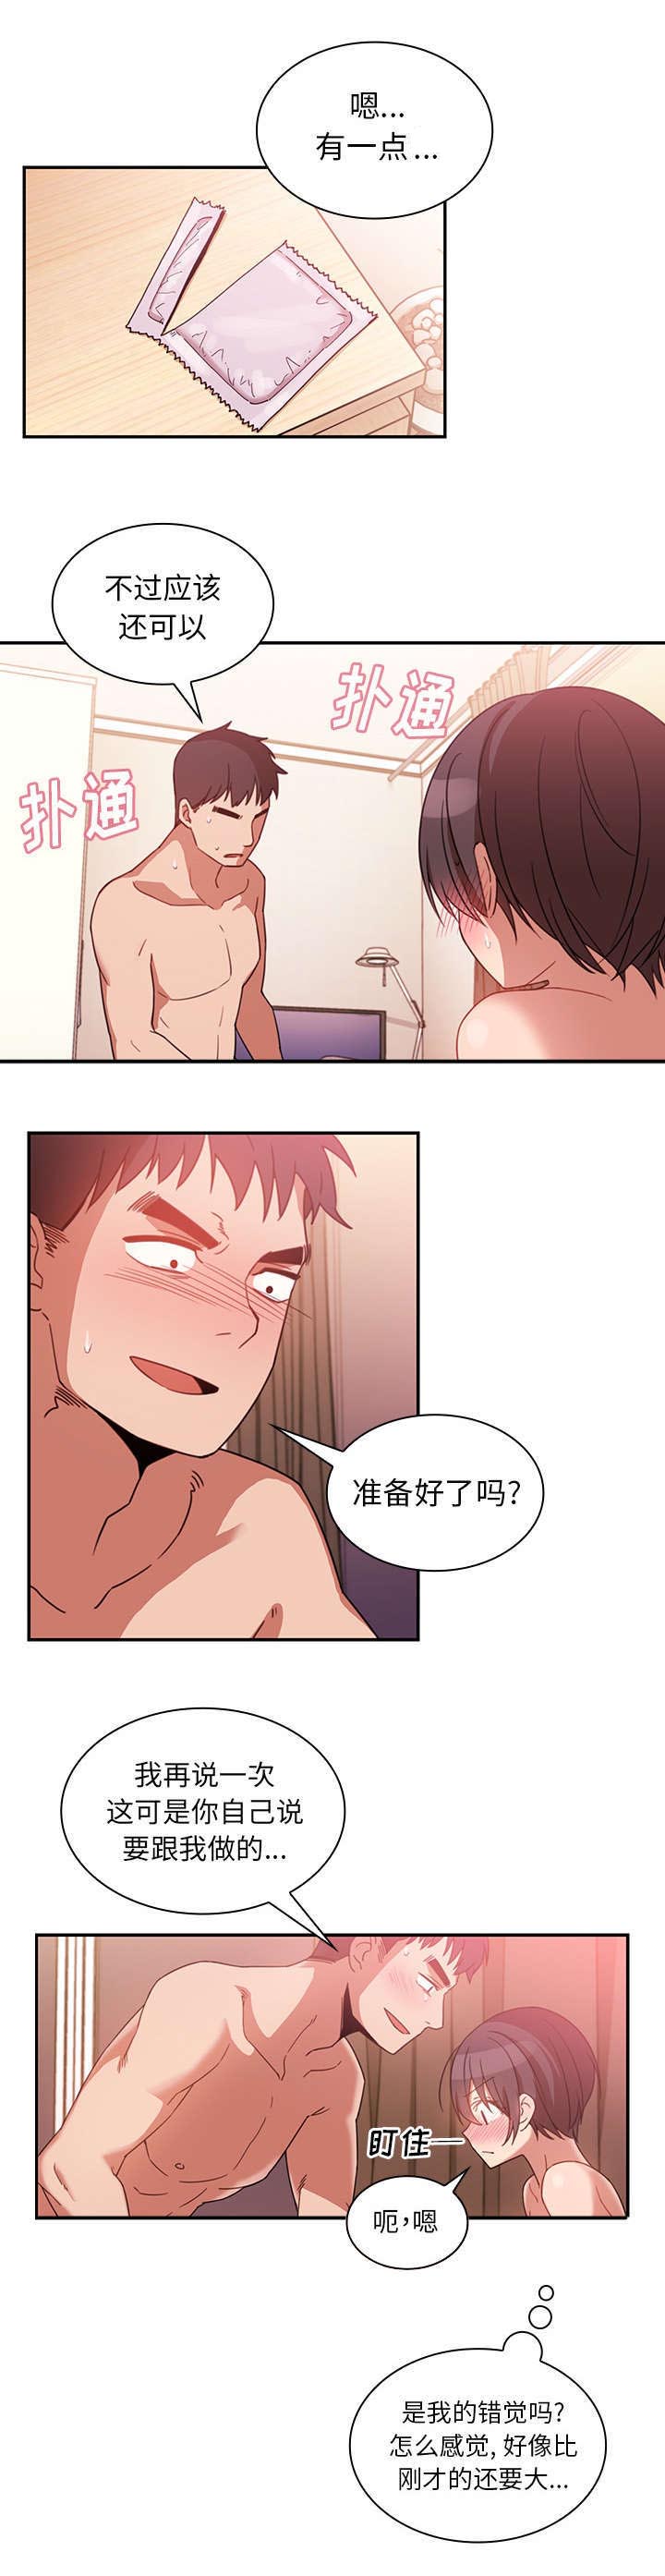 嗯...
有一点...
不过应该
还可以
扑通
扑通
准备好了吗?
我再说一次
这可是你自己说
要跟我做的...
盯住—
呃,嗯
是我的错觉吗?
怎么感觉, 好像比
刚才的还要大...